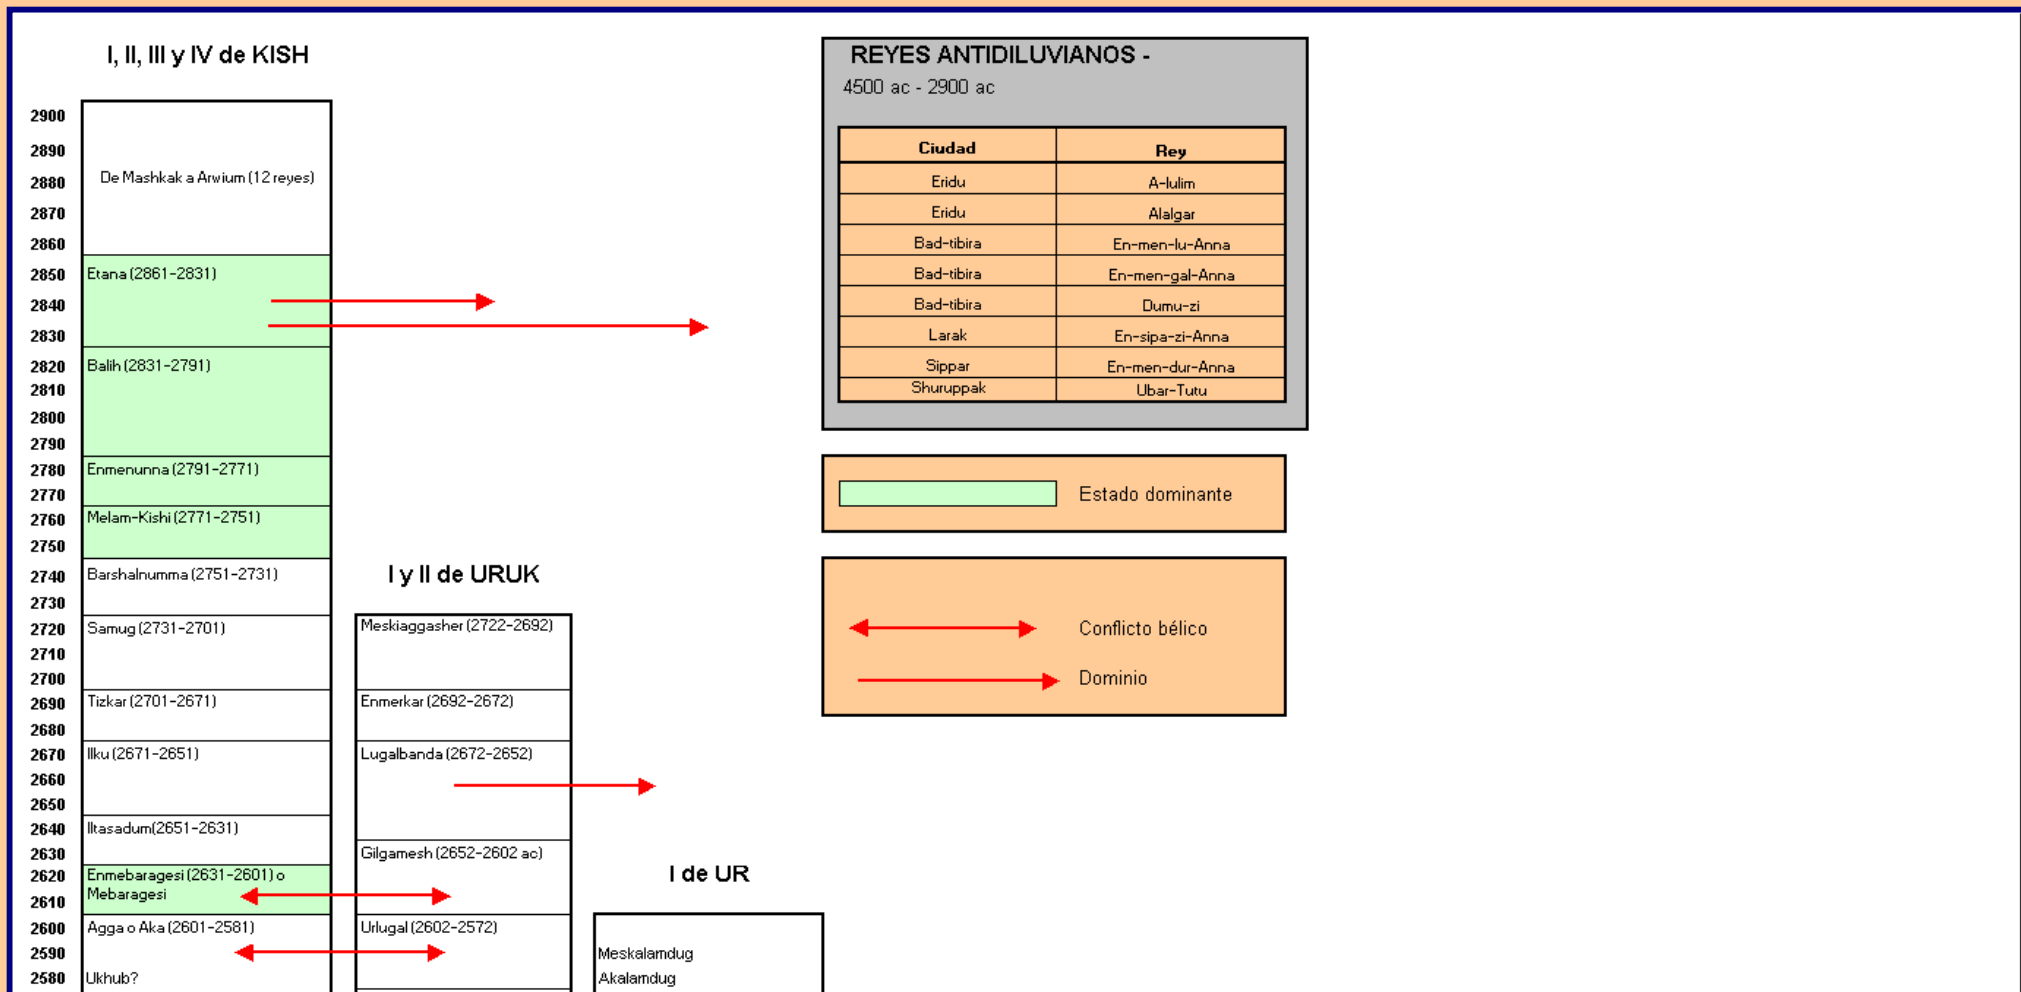 I, II, III y IV de KISH
2900
2890
2880
2870
2860
2850
2840
2830
2820
2810
2800
2790
2780
2770
2760
2750
2740
2730
2720
2710
2700
2690
2680
2670
2660
2650
2640
2630
2620
2610
2600
2590
2580
De Mashkak a Arwium (12 reyes)
Etana (2861-2831)
Balih (2831-2791)
Enmenunna (2791-2771)
Melam-Kishi (2771-2751)
Barshalnumma (2751-2731)
Samug (2731-2701)
Tizkar (2701-2671)
Ilku (2671-2651)
Iltasadum(2651-2631)
Enmebaragesi (2631-2601) o
Mebaragesi
Agga o Aka (2601-2581)
Ukhub?
I y II de URUK
Meskiaggasher (2722-2692)
Enmerkar (2692-2672)
Lugalbanda (2672-2652)
Gilgamesh (2652-2602 ac)
Urlugal (2602-2572)
I de UR
Meskalamdug
Akalamdug
REYES ANTIDILUVIANOS -
4500 ac - 2900 ac
Ciudad Rey
Eridu A-lulim
Eridu Alalgar
Bad-tibira En-men-lu-Anna
Bad-tibira En-men-gal-Anna
Bad-tibira Dumu-zi
Larak En-sipa-zi-Anna
Sippar En-men-dur-Anna
Shuruppak Ubar-Tutu
Estado dominante
Conflicto bélico
Dominio